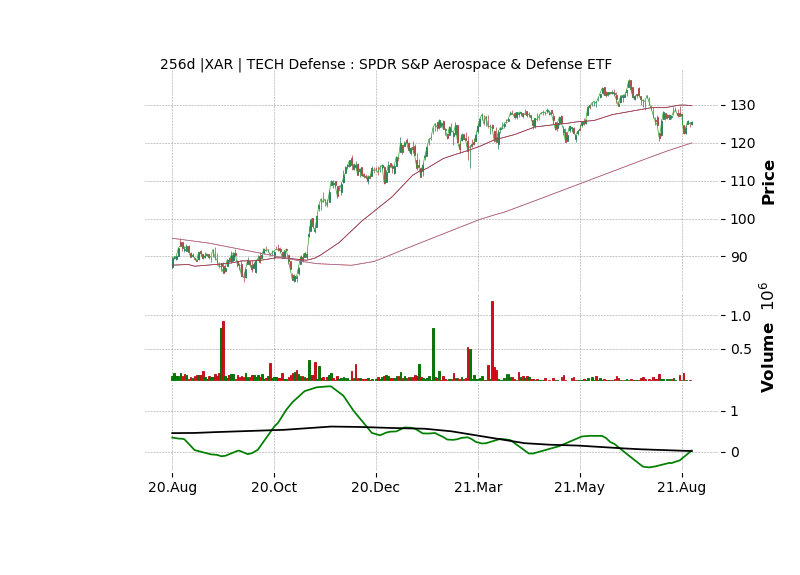 256d |XAR | TECH Defense : SPDR S&P Aerospace & Defense ETF
130
120
110
100
90
Price
1.0
0.5
Volume 10^6
1
0
20.Aug 20.Oct 20.Dec 21.Mar 21.May 21.Aug